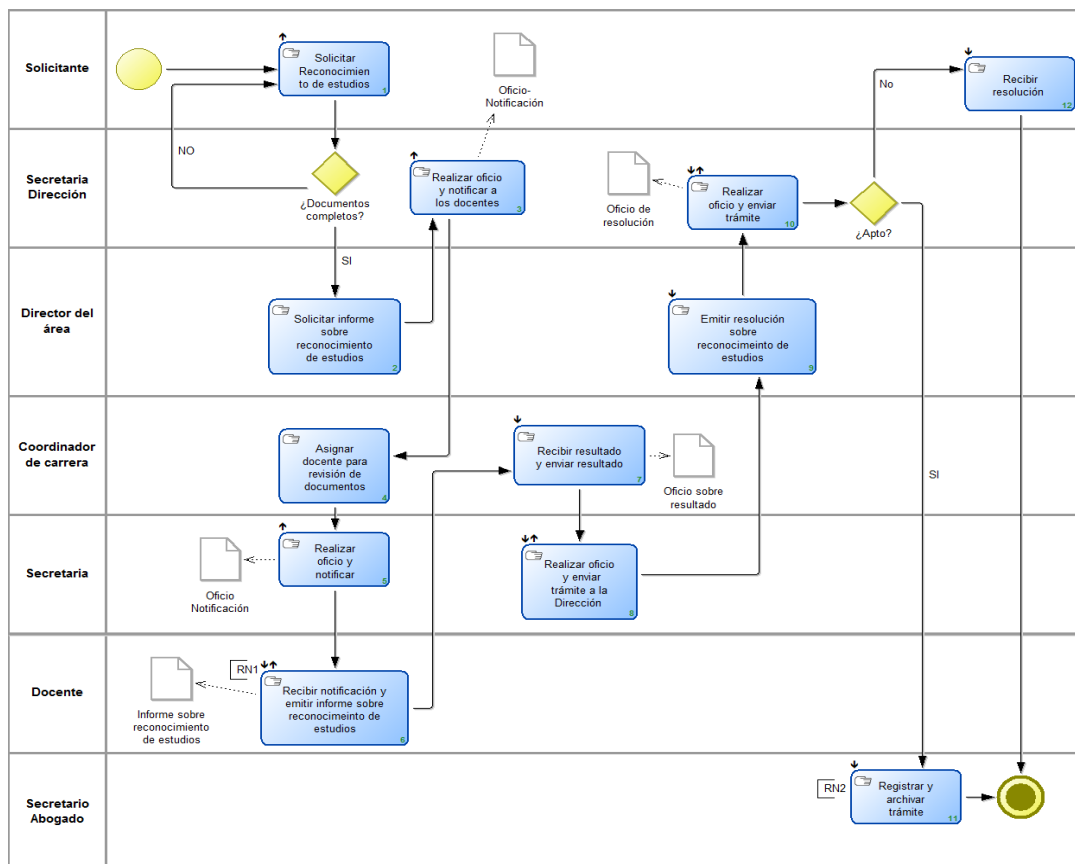 Solicitante
Solicitar
Reconocimien
to de estudios
1
Oficio-
Notificación
No
Recibir
resolución
12
Secretaria
Dirección
NO
¿Documentos
completos?
SI
Realizar oficio
y notificar a
los docentes
3
Oficio de
resolución
Realizar
oficio y enviar
trámite
10
¿Apto?
Director del
área
Solicitar informe
sobre
reconocimiento
de estudios
2
Emitir resolución
sobre
reconocimeinto de
estudios
9
Coordinador
de carrera
Asignar
docente para
revisión de
documentos
4
Recibir resultado
y enviar resultado
7
Oficio sobre
resultado
SI
Secretaria
Oficio
Notificación
Realizar
oficio y
notificar
5
Realizar oficio
y enviar
trámite a la
Dirección
8
Docente
Informe sobre
reconocimiento
de estudios
RN1
Recibir notificación y
emitir informe sobre
reconocimeinto de
estudios
6
Secretario
Abogado
RN2
Registrar y
archivar
trámite
11